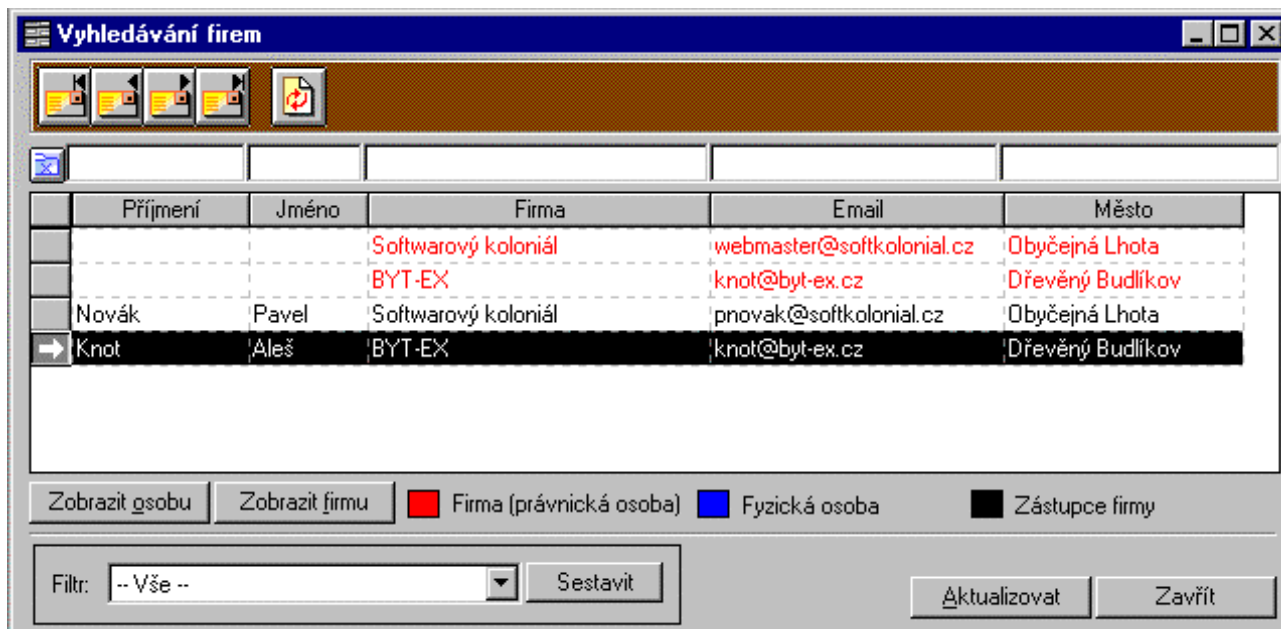 Vyhledávání firem
Příjmení Jméno Firma Email Město
Softwarový koloniál webmaster@softkolonial.cz Obyčejná Lhota
BYT-EX knot@byt-ex.cz Dřevěný Budlíkov
Novák Pavel Softwarový koloniál pnovak@softkolonial.cz Obyčejná Lhota
Knot Aleš BYT-EX knot@byt-ex.cz Dřevěný Budlíkov
Zobrazit osobu Zobrazit firmu Firma (právnická osoba) Fyzická osoba Zástupce firmy
Filtr: -- Vše -- Sestavit
Aktualizovat Zavřít